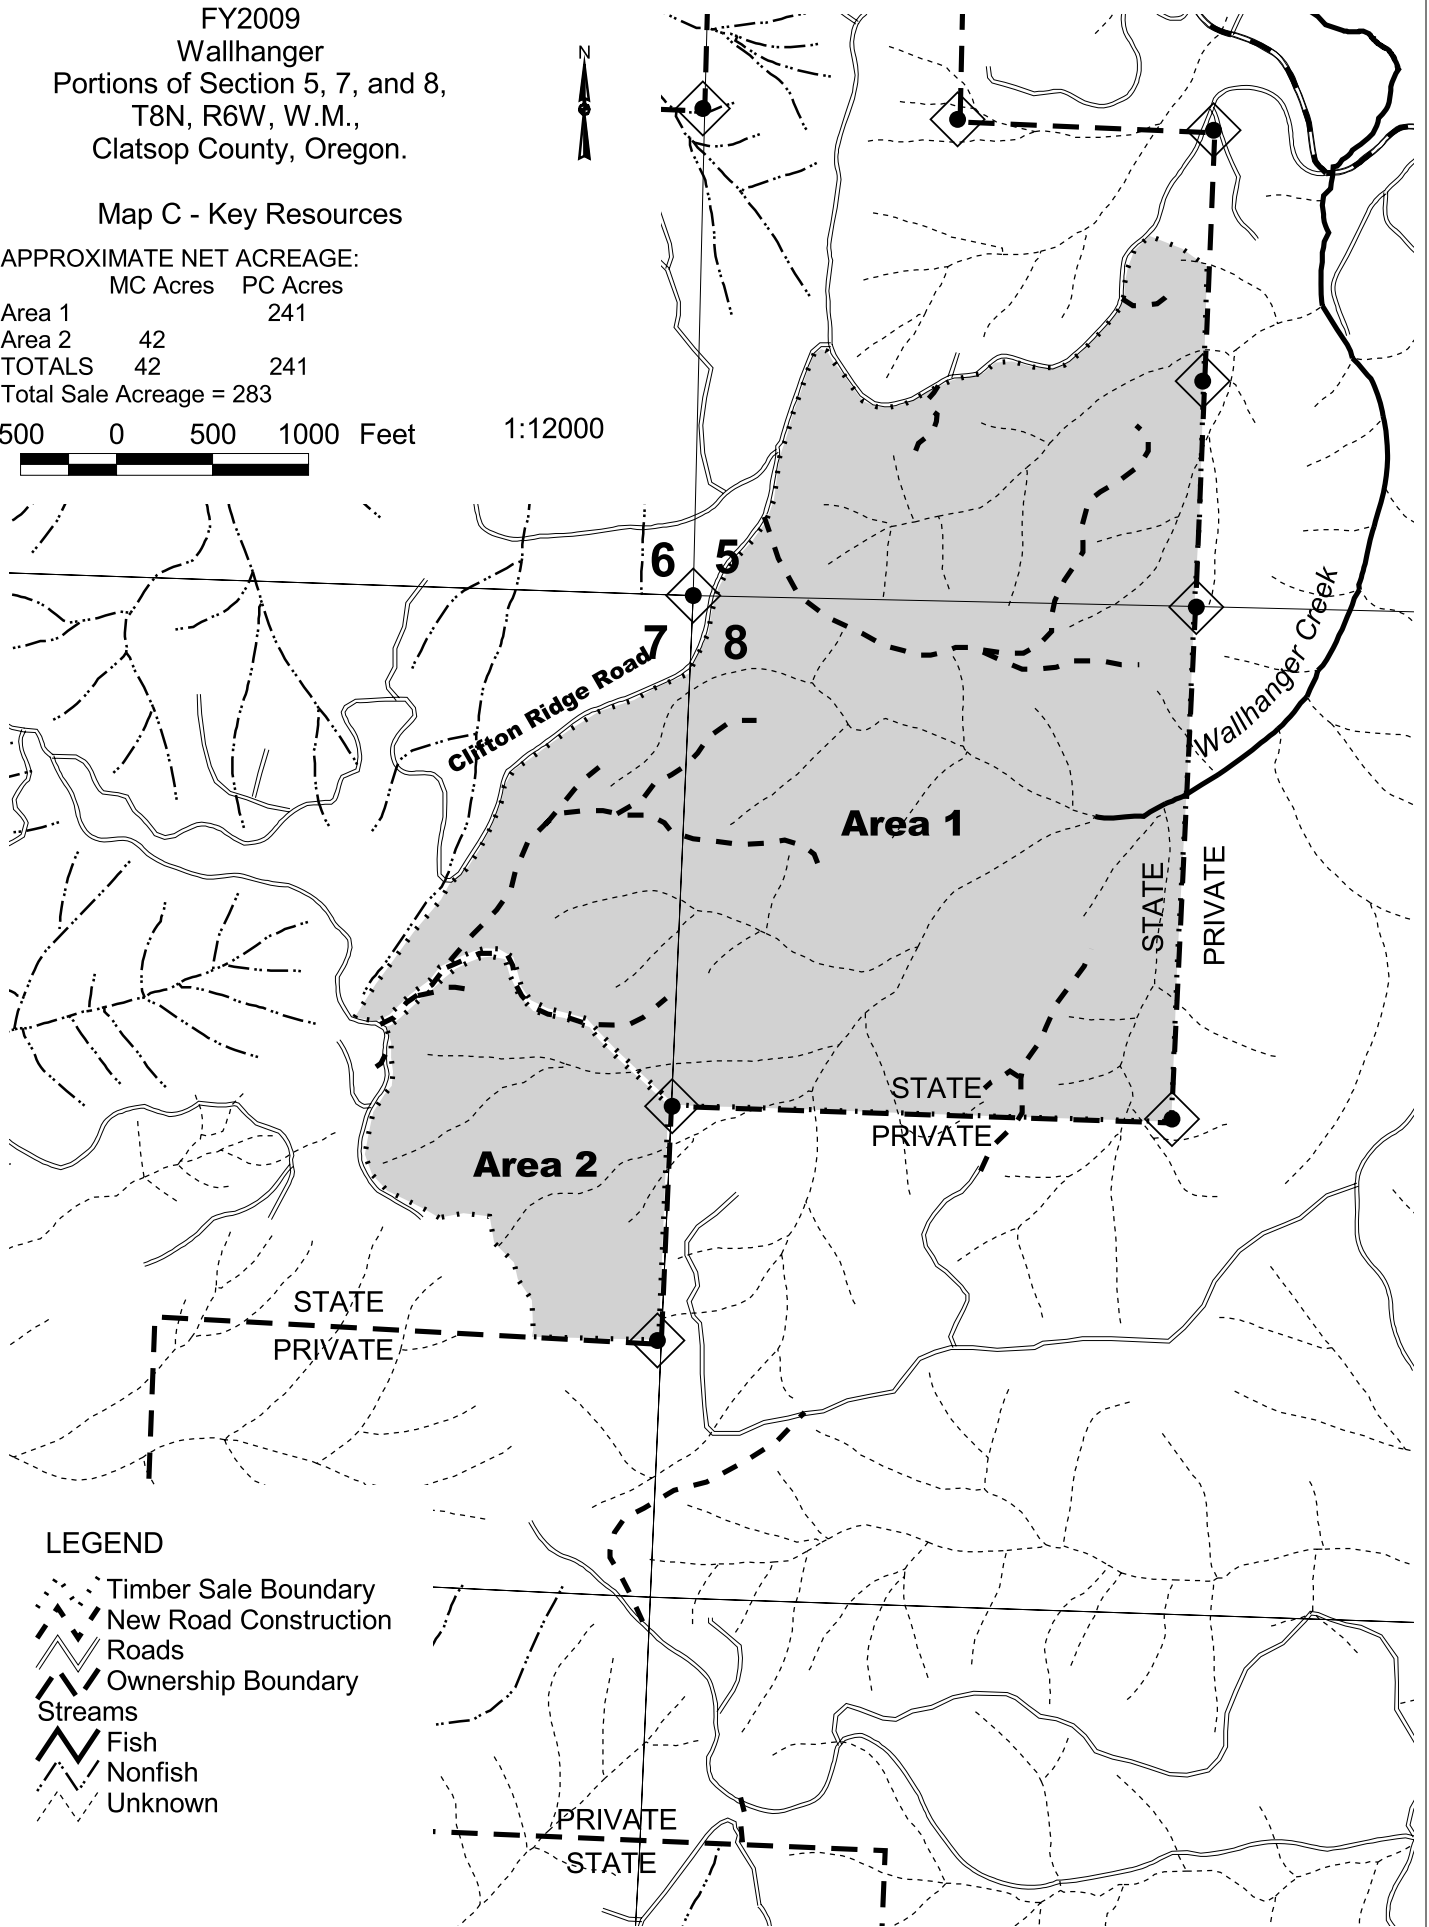 FY2009
Wallhanger
Portions of Section 5, 7, and 8,
T8N, R6W, W.M.,
Clatsop County, Oregon.
N
Map C - Key Resources
APPROXIMATE NET ACREAGE:
MC Acres PC Acres
Area 1 241
Area 2 42
TOTALS 42 241
Total Sale Acreage = 283
500 0 500 1000 Feet
1:12000
6 5
7 8
Clifton Ridge Road
Wallhanger Creek
Area 1
STATE
PRIVATE
STATE
PRIVATE
Area 2
STATE
PRIVATE
LEGEND
Timber Sale Boundary
New Road Construction
Roads
Ownership Boundary
Streams
Fish
Nonfish
Unknown
PRIVATE
STATE